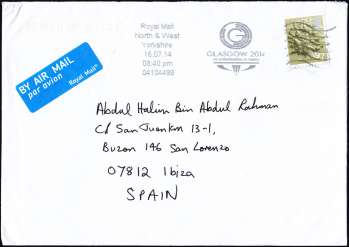 Royal Mail
North & West
Yorkshire
16.07.14
08:40 pm
04104499
GLASGOW 2014
BY AIR MAIL
par avion
Royal Mail
Abdul Halim Bin Abdul Rahman
C/ San Juan km 13-1,
Buzon 146 San Lorenzo
07812 Ibiza
SPAIN